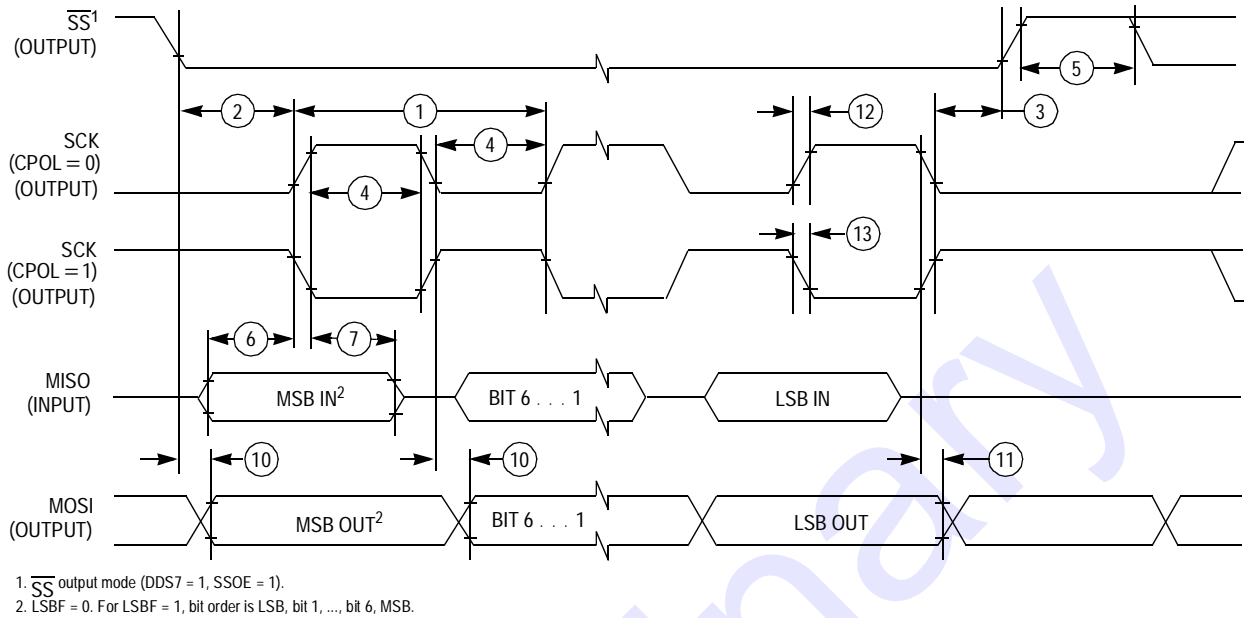 SS¹
(OUTPUT)
5
2
1
12
3
SCK
(CPOL = 0)
(OUTPUT)
4
4
SCK
(CPOL = 1)
(OUTPUT)
13
6
7
MISO
(INPUT)
MSB IN²
BIT 6 . . . 1
LSB IN
10
10
11
MOSI
(OUTPUT)
MSB OUT²
BIT 6 . . . 1
LSB OUT
1. SS output mode (DDS7 = 1, SSOE = 1).
2. LSBF = 0. For LSBF = 1, bit order is LSB, bit 1, ..., bit 6, MSB.
inary